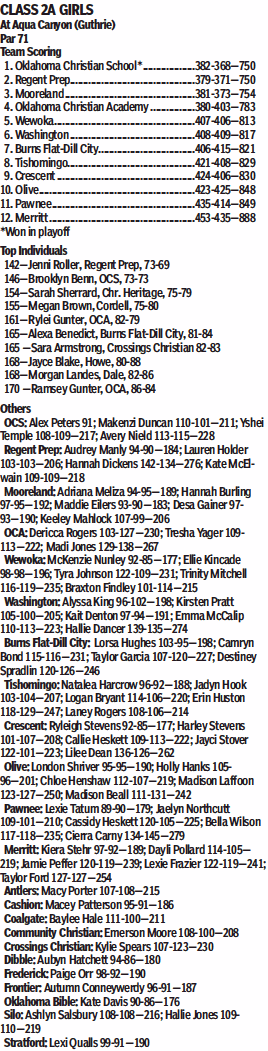 CLASS 2A GIRLS
At Aqua Canyon (Guthrie)
Par 71
Team Scoring
1. Oklahoma Christian School*....................382-368—750
2. Regent Prep.......................................379-371—750
3. Mooreland.........................................381-373—754
4. Oklahoma Christian Academy................380-403—783
5. Wewoka............................................407-406—813
6. Washington........................................408-409—817
7. Burns Flat-Dill City..............................406-415—821
8. Tishomingo........................................421-408—829
9. Crescent...........................................424-406—830
10. Olive..............................................423-425—848
11. Pawnee...........................................435-414—849
12. Merritt............................................453-435—888
*Won in playoff
Top Individuals
142—Jenni Roller, Regent Prep, 73-69
146—Brooklyn Benn, OCS, 73-73
154—Sarah Sherrard, Chr. Heritage, 75-79
155—Megan Brown, Cordell, 75-80
161—Rylei Gunter, OCA, 82-79
165—Alexa Benedict, Burns Flat-Dill City, 81-84
165 —Sara Armstrong, Crossings Christian 82-83
168—Jayce Blake, Howe, 80-88
168—Morgan Landes, Dale, 82-86
170 —Ramsey Gunter, OCA, 86-84
Others
OCS: Alex Peters 91; Makenzi Duncan 110-101—211; Yshei
Temple 108-109—217; Avery Nield 113-115—228
Regent Prep: Audrey Manly 94-90—184; Lauren Holder
103-103—206; Hannah Dickens 142-134—276; Kate McEl-
wain 109-109—218
Mooreland: Adriana Meliza 94-95—189; Hannah Burling
97-95—192; Maddie Eilers 93-90—183; Desa Gainer 97-
93—190; Keeley Mahlock 107-99—206
OCA: Dericca Rogers 103-127—230; Tresha Yager 109-
113—222; Madi Jones 129-138—267
Wewoka: McKenzie Nunley 92-85—177; Ellie Kincade
98-98—196; Tyra Johnson 122-109—231; Trinity Mitchell
116-119—235; Braxton Findley 101-114—215
Washington: Alyssa King 96-102—198; Kirsten Pratt
105-100—205; Kait Denton 97-94—191; Emma McCalip
110-113—223; Hallie Dancer 139-135—274
Burns Flat-Dill City: Lorsa Hughes 103-95—198; Camryn
Bond 115-116—231; Taylor Garcia 107-120—227; Destiney
Spradlin 120-126—246
Tishomingo: Natalea Harcrow 96-92—188; Jadyn Hook
103-104—207; Logan Bryant 114-106—220; Erin Huston
118-129—247; Laney Rogers 108-106—214
Crescent: Ryleigh Stevens 92-85—177; Harley Stevens
101-107—208; Callie Heskett 109-113—222; Jayci Stover
122-101—223; Lilee Dean 136-126—262
Olive: London Shriver 95-95—190; Holly Hanks 105-
96—201; Chloe Henshaw 112-107—219; Madison Laffoon
123-127—250; Madison Beall 111-131—242
Pawnee: Lexie Tatum 89-90—179; Jaelyn Northcutt
109-101—210; Cassidy Heskett 120-105—225; Bella Wilson
117-118—235; Cierra Carny 134-145—279
Merritt: Kiera Stehr 97-92—189; Dayli Pollard 114-105—
219; Jamie Peffer 120-119—239; Lexie Frazier 122-119—241;
Taylor Ford 127-127—254
Antlers: Macy Porter 107-108—215
Cashion: Macey Patterson 95-91—186
Coalgate: Baylee Hale 111-100—211
Community Christian: Emerson Moore 108-100—208
Crossings Christian: Kylie Spears 107-123—230
Dibble: Aubyn Hatchett 94-86—180
Frederick: Paige Orr 98-92—190
Frontier: Autumn Conneywerdy 96-91—187
Oklahoma Bible: Kate Davis 90-86—176
Silo: Ashlyn Salsbury 108-108—216; Hallie Jones 109-
110—219
Stratford: Lexi Qualls 99-91—190